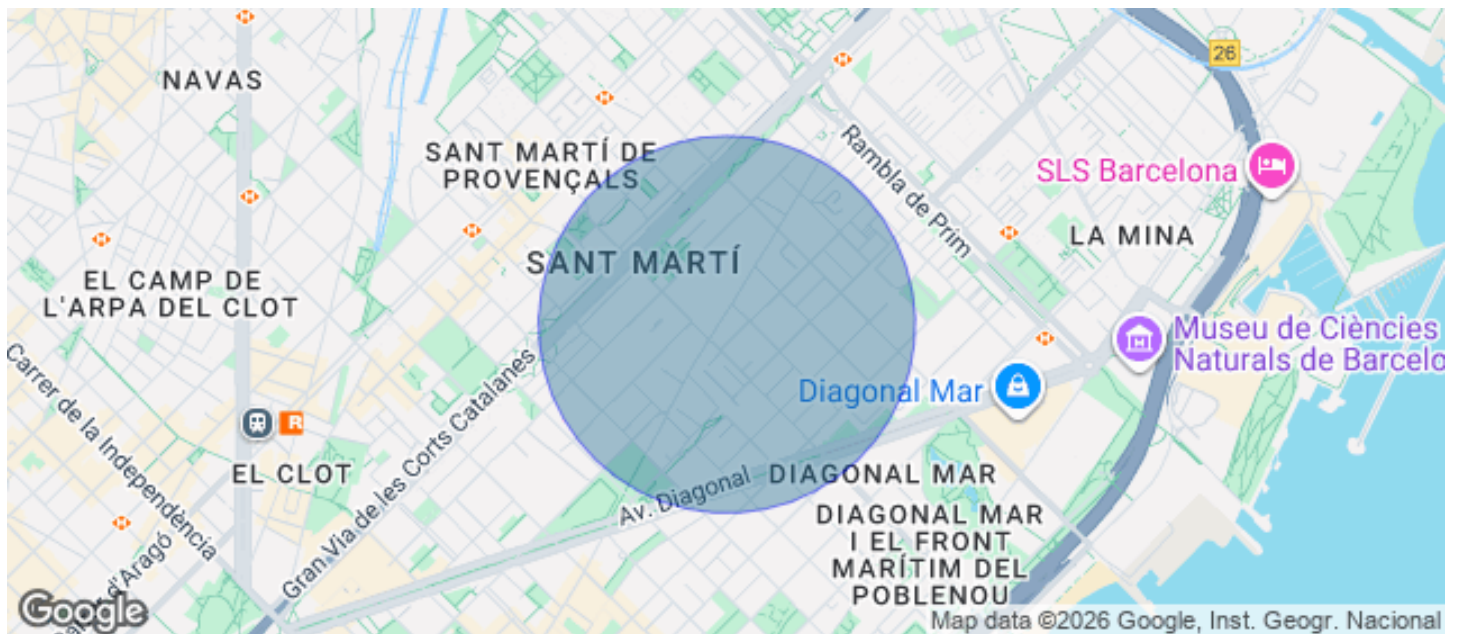 26
NAVAS
SANT MARTÍ DE
PROVENÇALS
Rambla de Prim
SLS Barcelona
LA MINA
SANT MARTÍ
EL CAMP DE
L'ARPA DEL CLOT
Museu de Ciències
Naturals de Barcelo
Carrer de la Independència
Gran Via de les Corts Catalanes
Diagonal Mar
R
EL CLOT
Av. Diagonal
DIAGONAL MAR
DIAGONAL MAR
I EL FRONT
MARÍTIM DEL
POBLENOU
d'Aragó
Google
Map data ©2026 Google, Inst. Geogr. Nacional